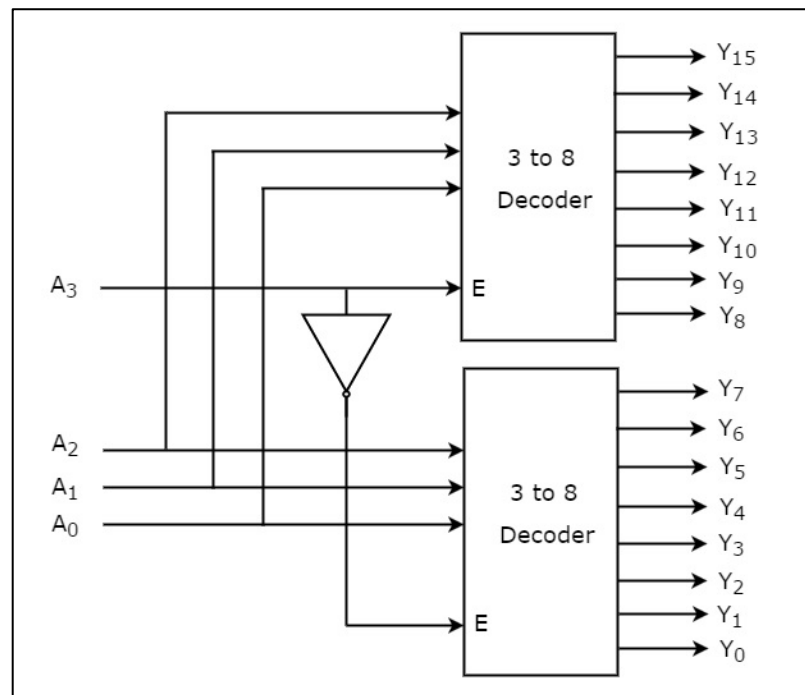 Y₁₅
Y₁₄
Y₁₃
3 to 8
Decoder
Y₁₂
Y₁₁
Y₁₀
A₃
E
Y₉
Y₈
Y₇
Y₆
A₂
Y₅
A₁
3 to 8
Decoder
Y₄
A₀
Y₃
Y₂
E
Y₁
Y₀